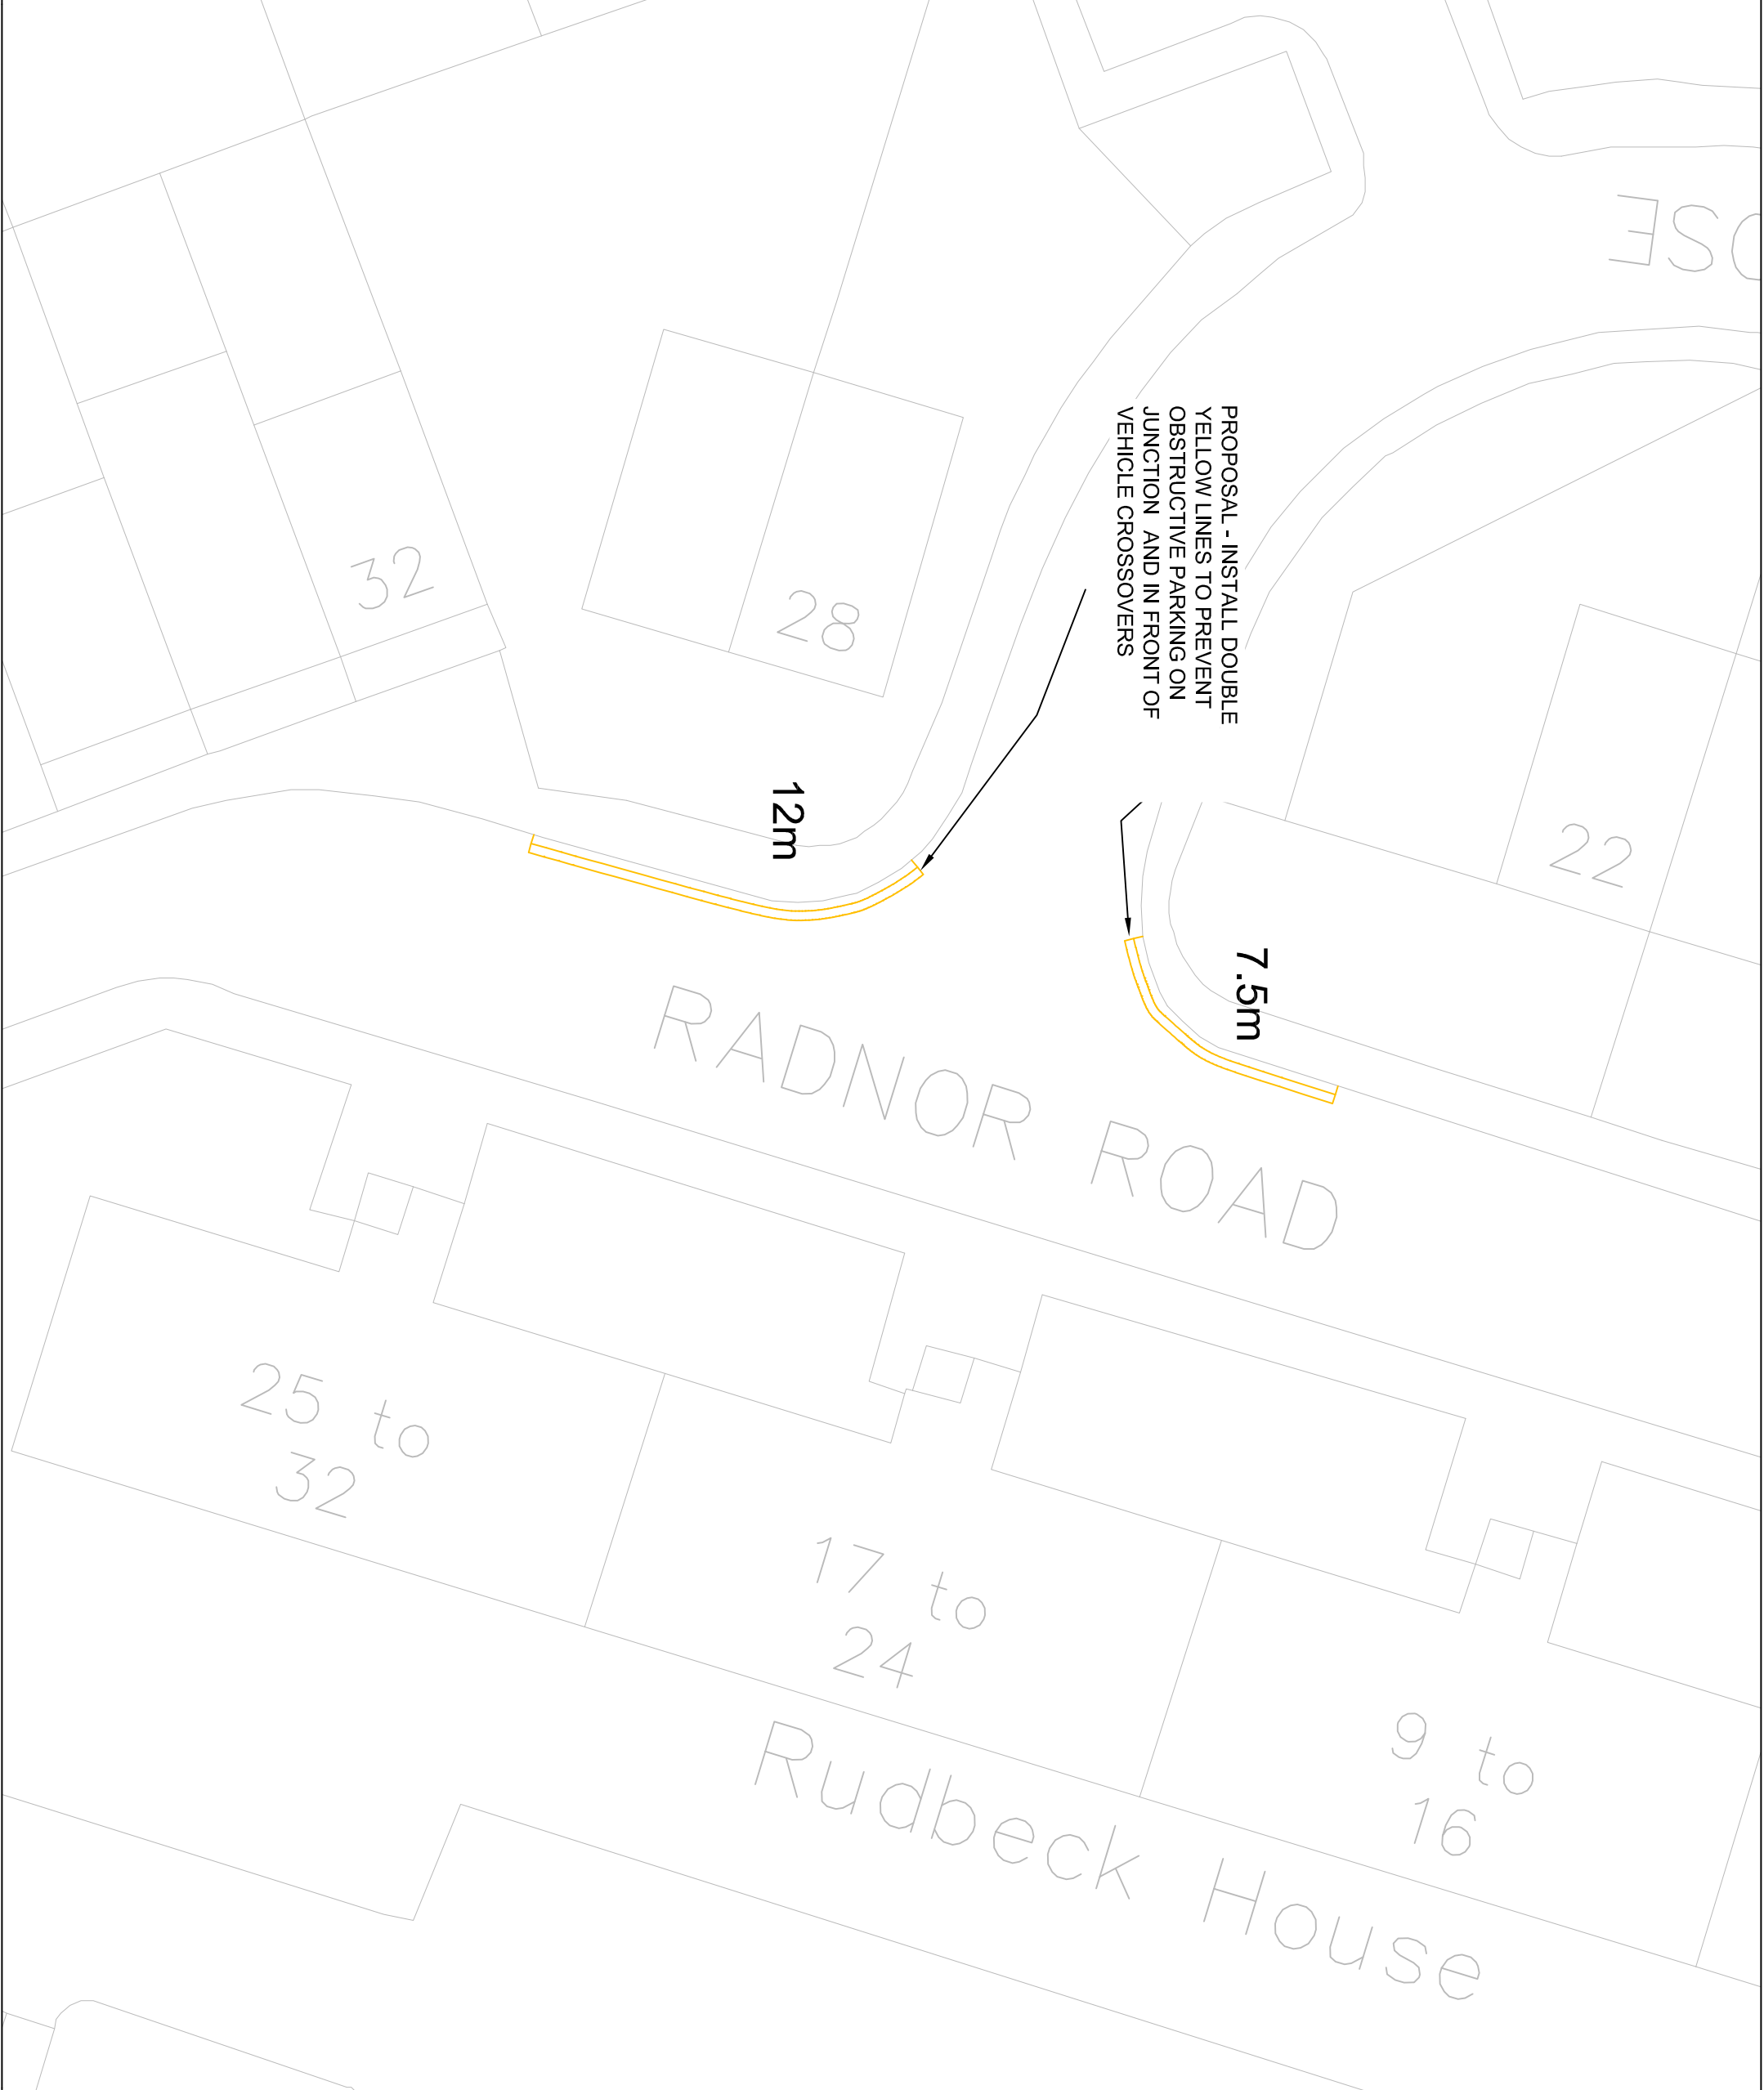 PROPOSAL - INSTALL DOUBLE
YELLOW LINES TO PREVENT
OBSTRUCTIVE PARKING ON
JUNCTION AND IN FRONT OF
VEHICLE CROSSOVERS
32
28
22
12m
7.5m
RADNOR ROAD
25 to
32
17 to
24
9 to
16
Rudbeck House